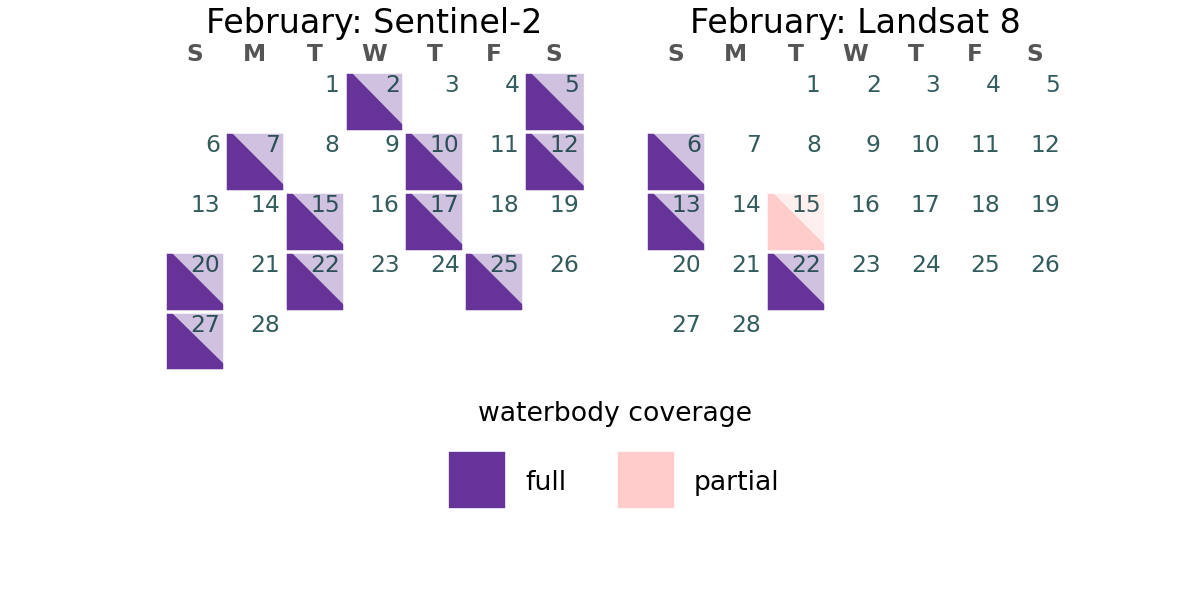 February: Sentinel-2
S M T W T F S
1 2 3 4 5
6 7 8 9 10 11 12
13 14 15 16 17 18 19
20 21 22 23 24 25 26
27 28
February: Landsat 8
S M T W T F S
1 2 3 4 5
6 7 8 9 10 11 12
13 14 15 16 17 18 19
20 21 22 23 24 25 26
27 28
waterbody coverage
full partial